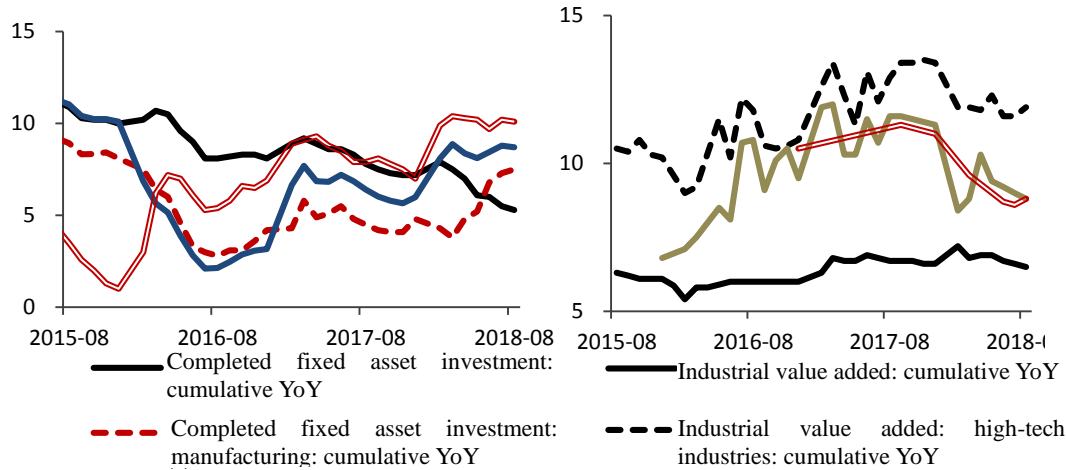 15
10
5
0
2015-08 2016-08 2017-08 2018-08
Completed fixed asset investment:
cumulative YoY
Completed fixed asset investment:
manufacturing: cumulative YoY
15
10
5
2015-08 2016-08 2017-08 2018-
Industrial value added: cumulative YoY
Industrial value added: high-tech
industries: cumulative YoY